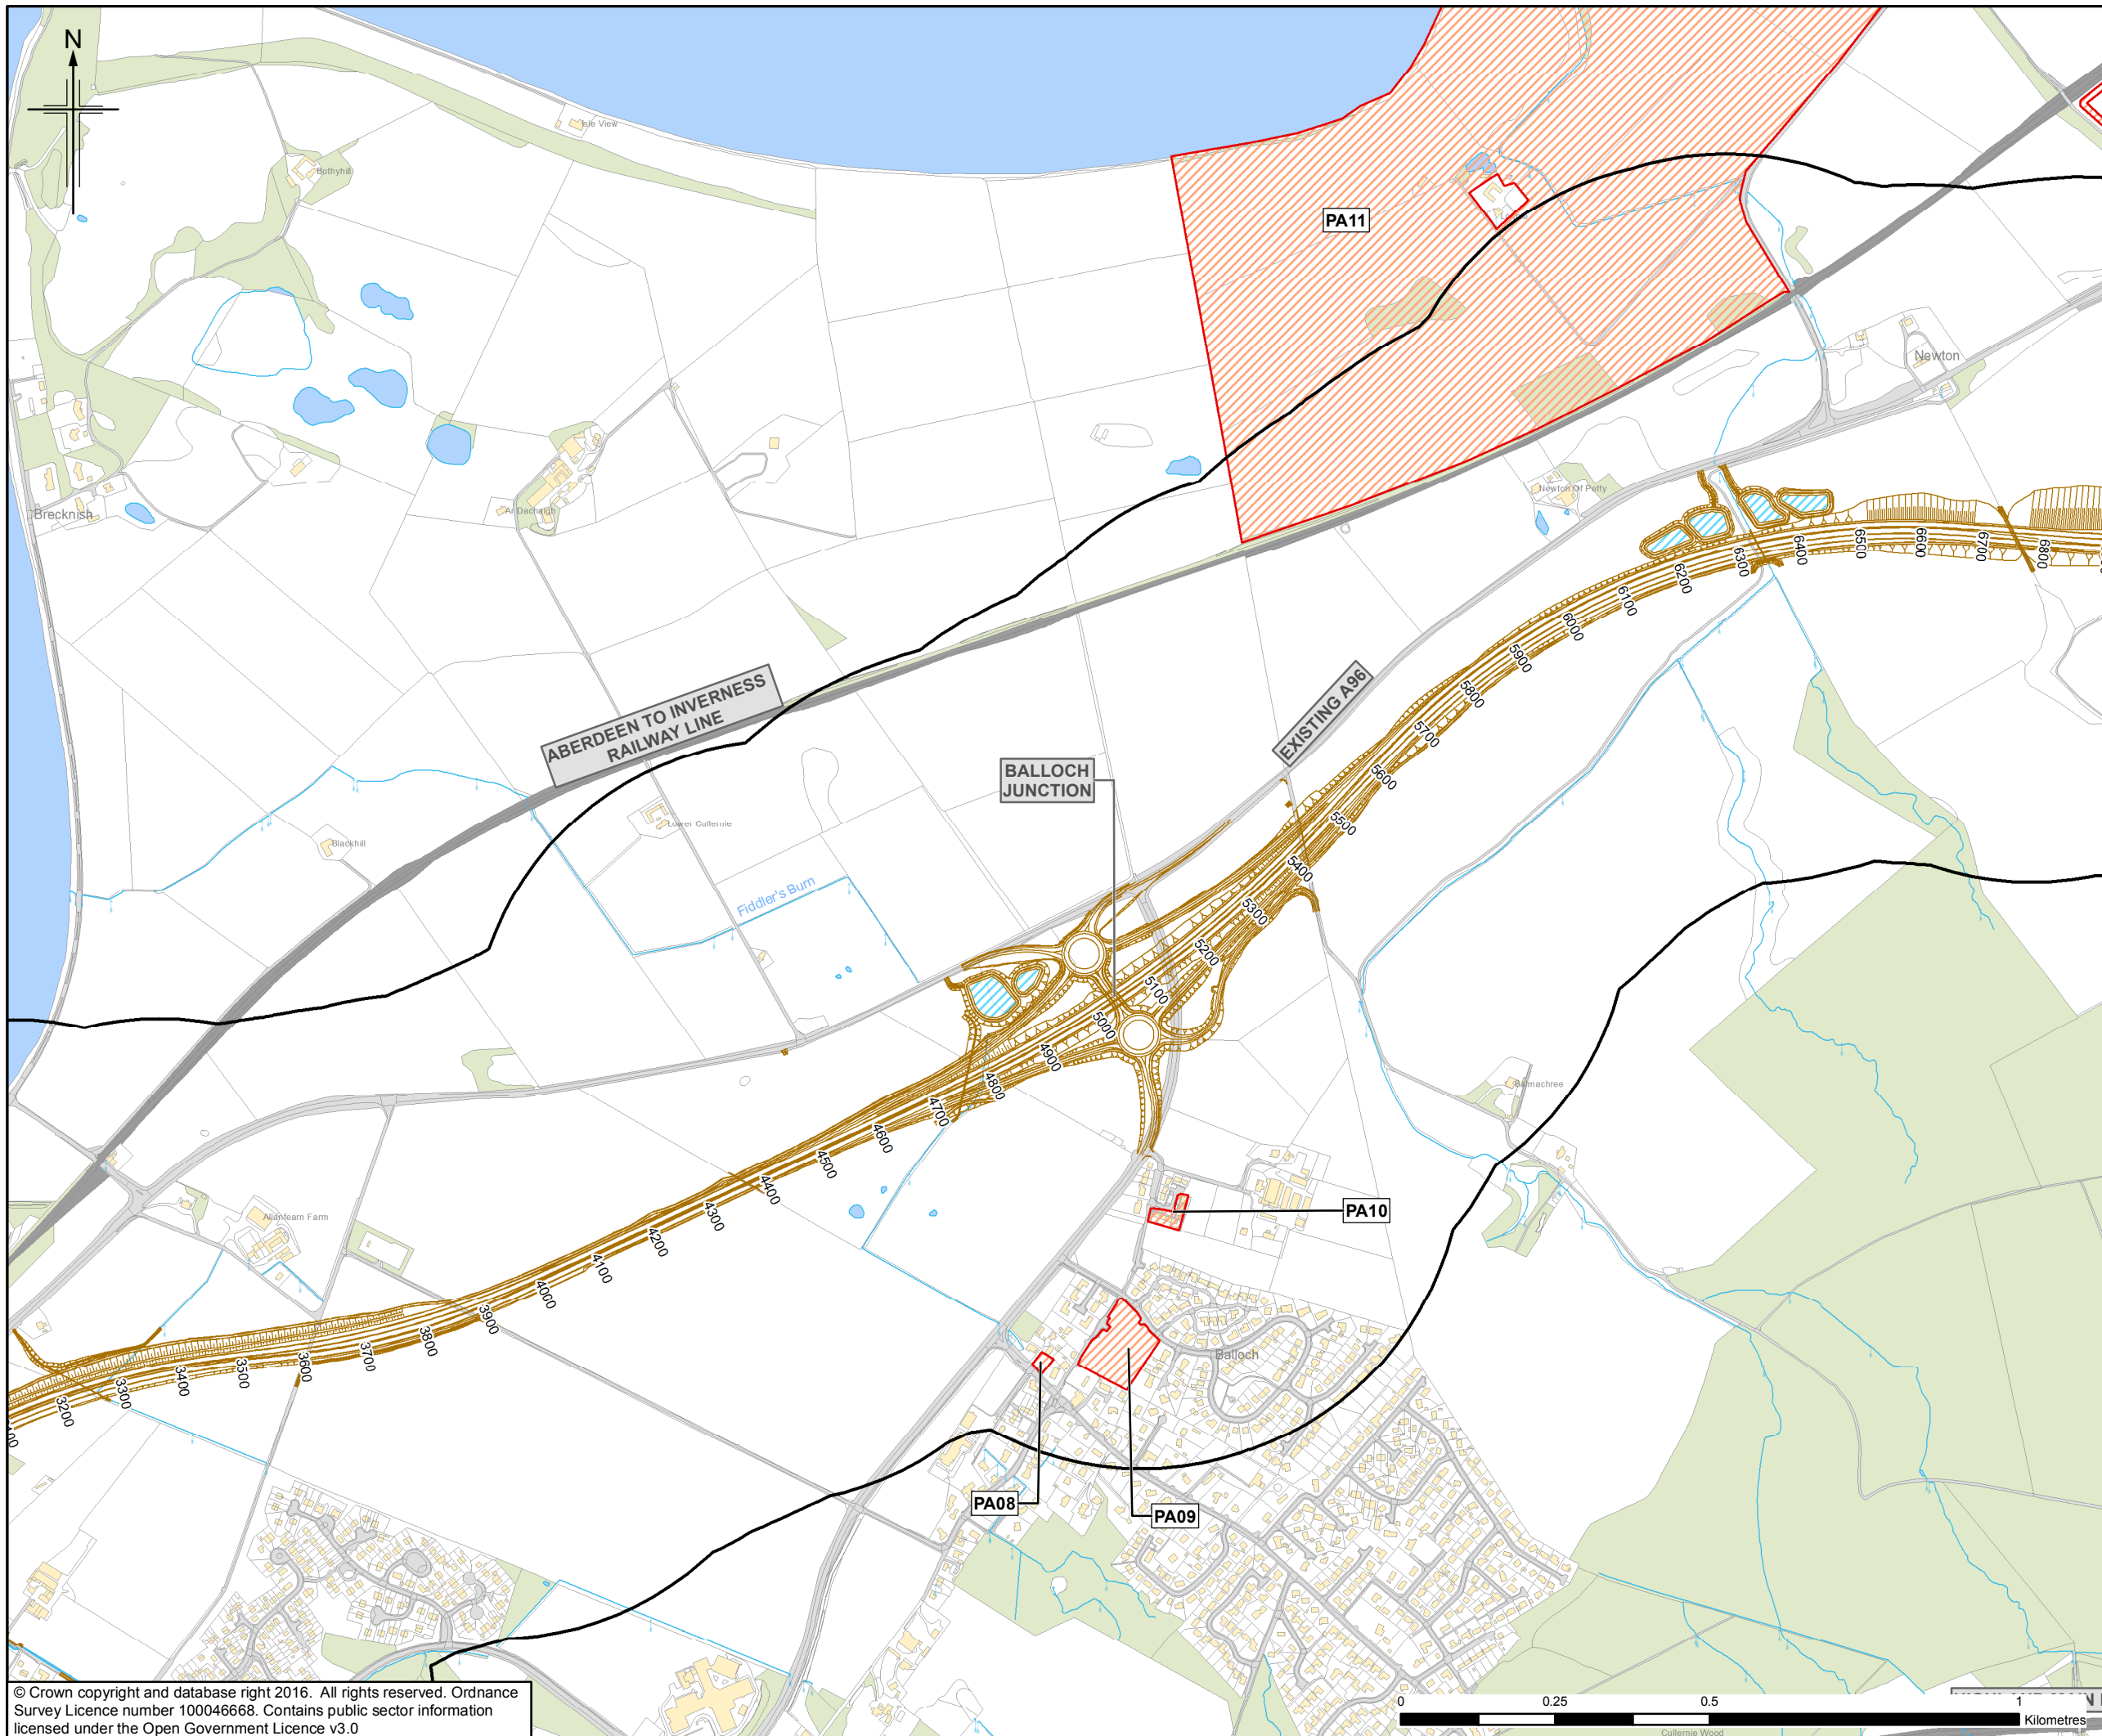 N
Isle View
Bothyhill
PA11
Newton
Brecknish
Ar Dachaigh
Newton Of Petty
6300
6400
6500
6600
6700
6800
6200
6100
6000
5900
5800
5700
5600
5500
5400
5300
5200
5100
5000
4900
4800
4700
4600
4500
4400
4300
4200
4100
4000
3900
3800
3700
3600
3500
3400
3300
3200
ABERDEEN TO INVERNESS
RAILWAY LINE
EXISTING A96
BALLOCH
JUNCTION
Lower Cullernie
Blackhill
Fiddler's Burn
Balmachree
Allanfearn Farm
PA10
Balloch
PA08
PA09
© Crown copyright and database right 2016. All rights reserved. Ordnance
Survey Licence number 100046668. Contains public sector information
licensed under the Open Government Licence v3.0
0 0.25 0.5 1
Kilometres
Cullernie Wood